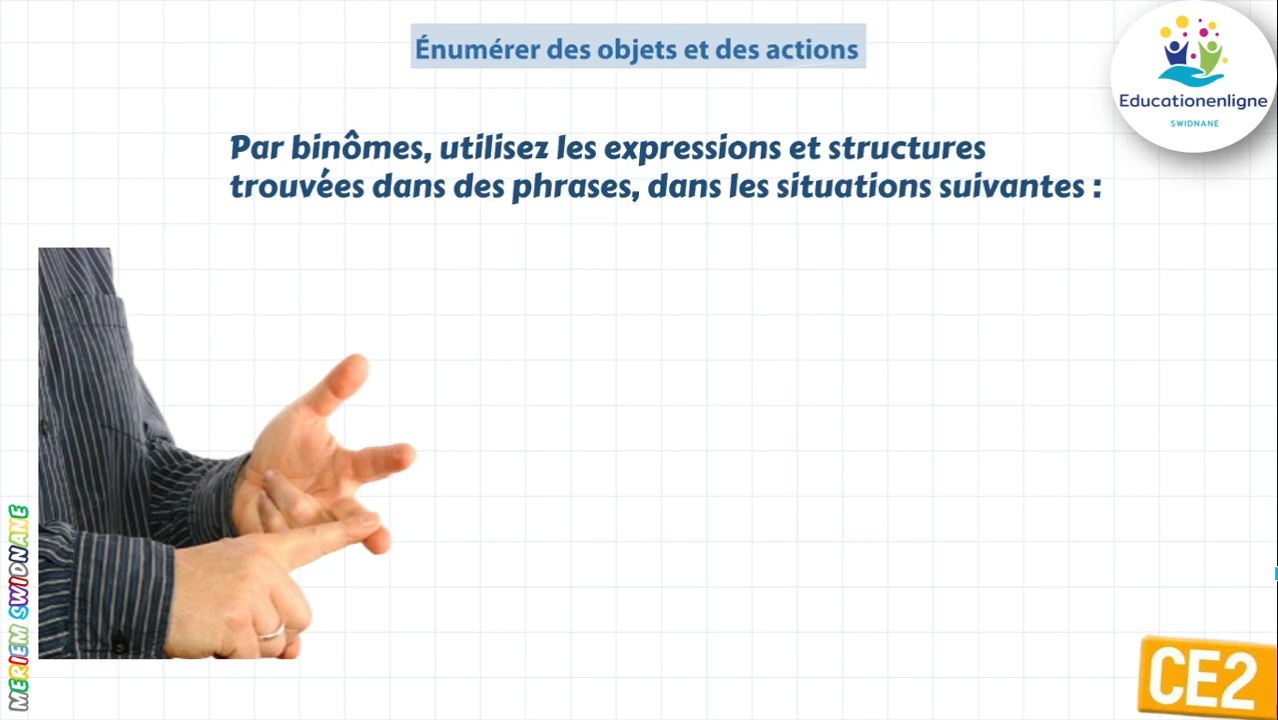 Énumérer des objets et des actions
Educationenligne
SWIDNANE
Par binômes, utilisez les expressions et structures
trouvées dans des phrases, dans les situations suivantes :
MERIEM SWIDNANE
CE2